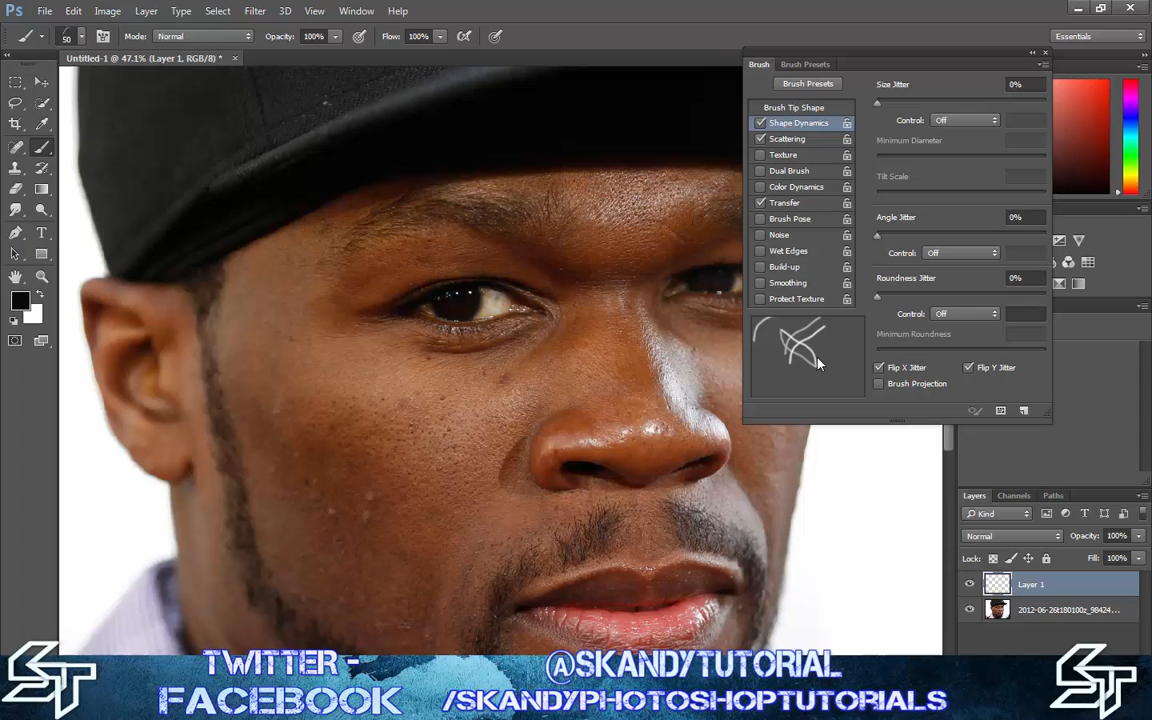 Ps File Edit Image Layer Type Select Filter 3D View Window Help
50 Mode: Normal Opacity: 100% Flow: 100% Essentials
Untitled-1 @ 47.1% (Layer 1, RGB/8) *
Brush Brush Presets
Brush Presets
Brush Tip Shape
Shape Dynamics
Scattering
Texture
Dual Brush
Color Dynamics
Transfer
Brush Pose
Noise
Wet Edges
Build-up
Smoothing
Protect Texture
Size Jitter 0%
Control: Off
Minimum Diameter
Tilt Scale
Angle Jitter 0%
Control: Off
Roundness Jitter 0%
Control: Off
Minimum Roundness
Flip X Jitter Flip Y Jitter
Brush Projection
Layers Channels Paths
Kind
Normal Opacity: 100%
Lock: Fill: 100%
Layer 1
2012-06-26t180100z_98424...
TWITTER - @SKANDYTUTORIAL
FACEBOOK /SKANDYPHOTOSHOPTUTORIALS